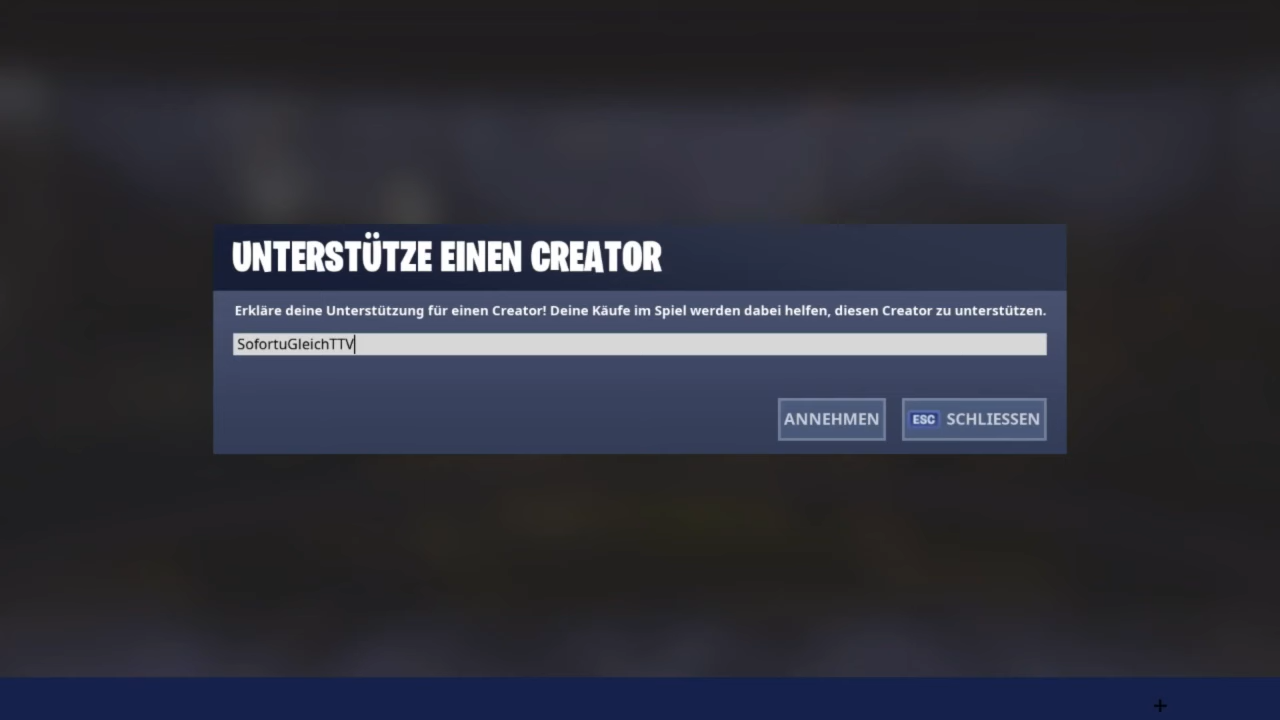 UNTERSTÜTZE EINEN CREATOR
Erkläre deine Unterstützung für einen Creator! Deine Käufe im Spiel werden dabei helfen, diesen Creator zu unterstützen.
SofortuGleichTTV
ANNEHMEN
ESC SCHLIESSEN